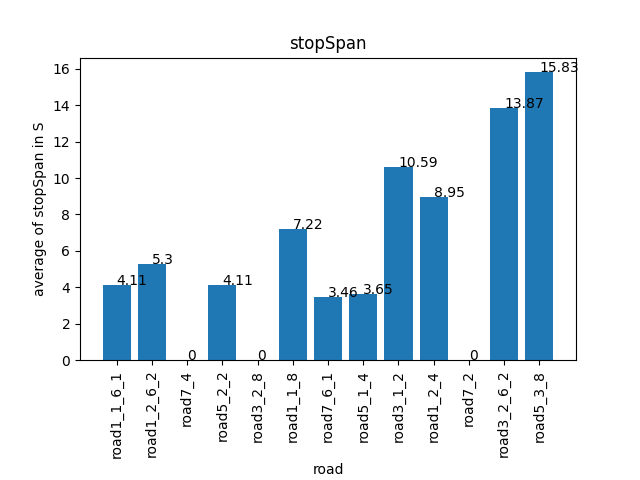 stopSpan
average of stopSpan in S
16
14
12
10
8
6
4
2
0
4.11
5.3
0
4.11
0
7.22
3.46
3.65
10.59
8.95
0
13.87
15.83
road1_1_6_1
road1_2_6_2
road7_4
road5_2_2
road3_2_8
road1_1_8
road7_6_1
road5_1_4
road3_1_2
road1_2_4
road7_2
road3_2_6_2
road5_3_8
road